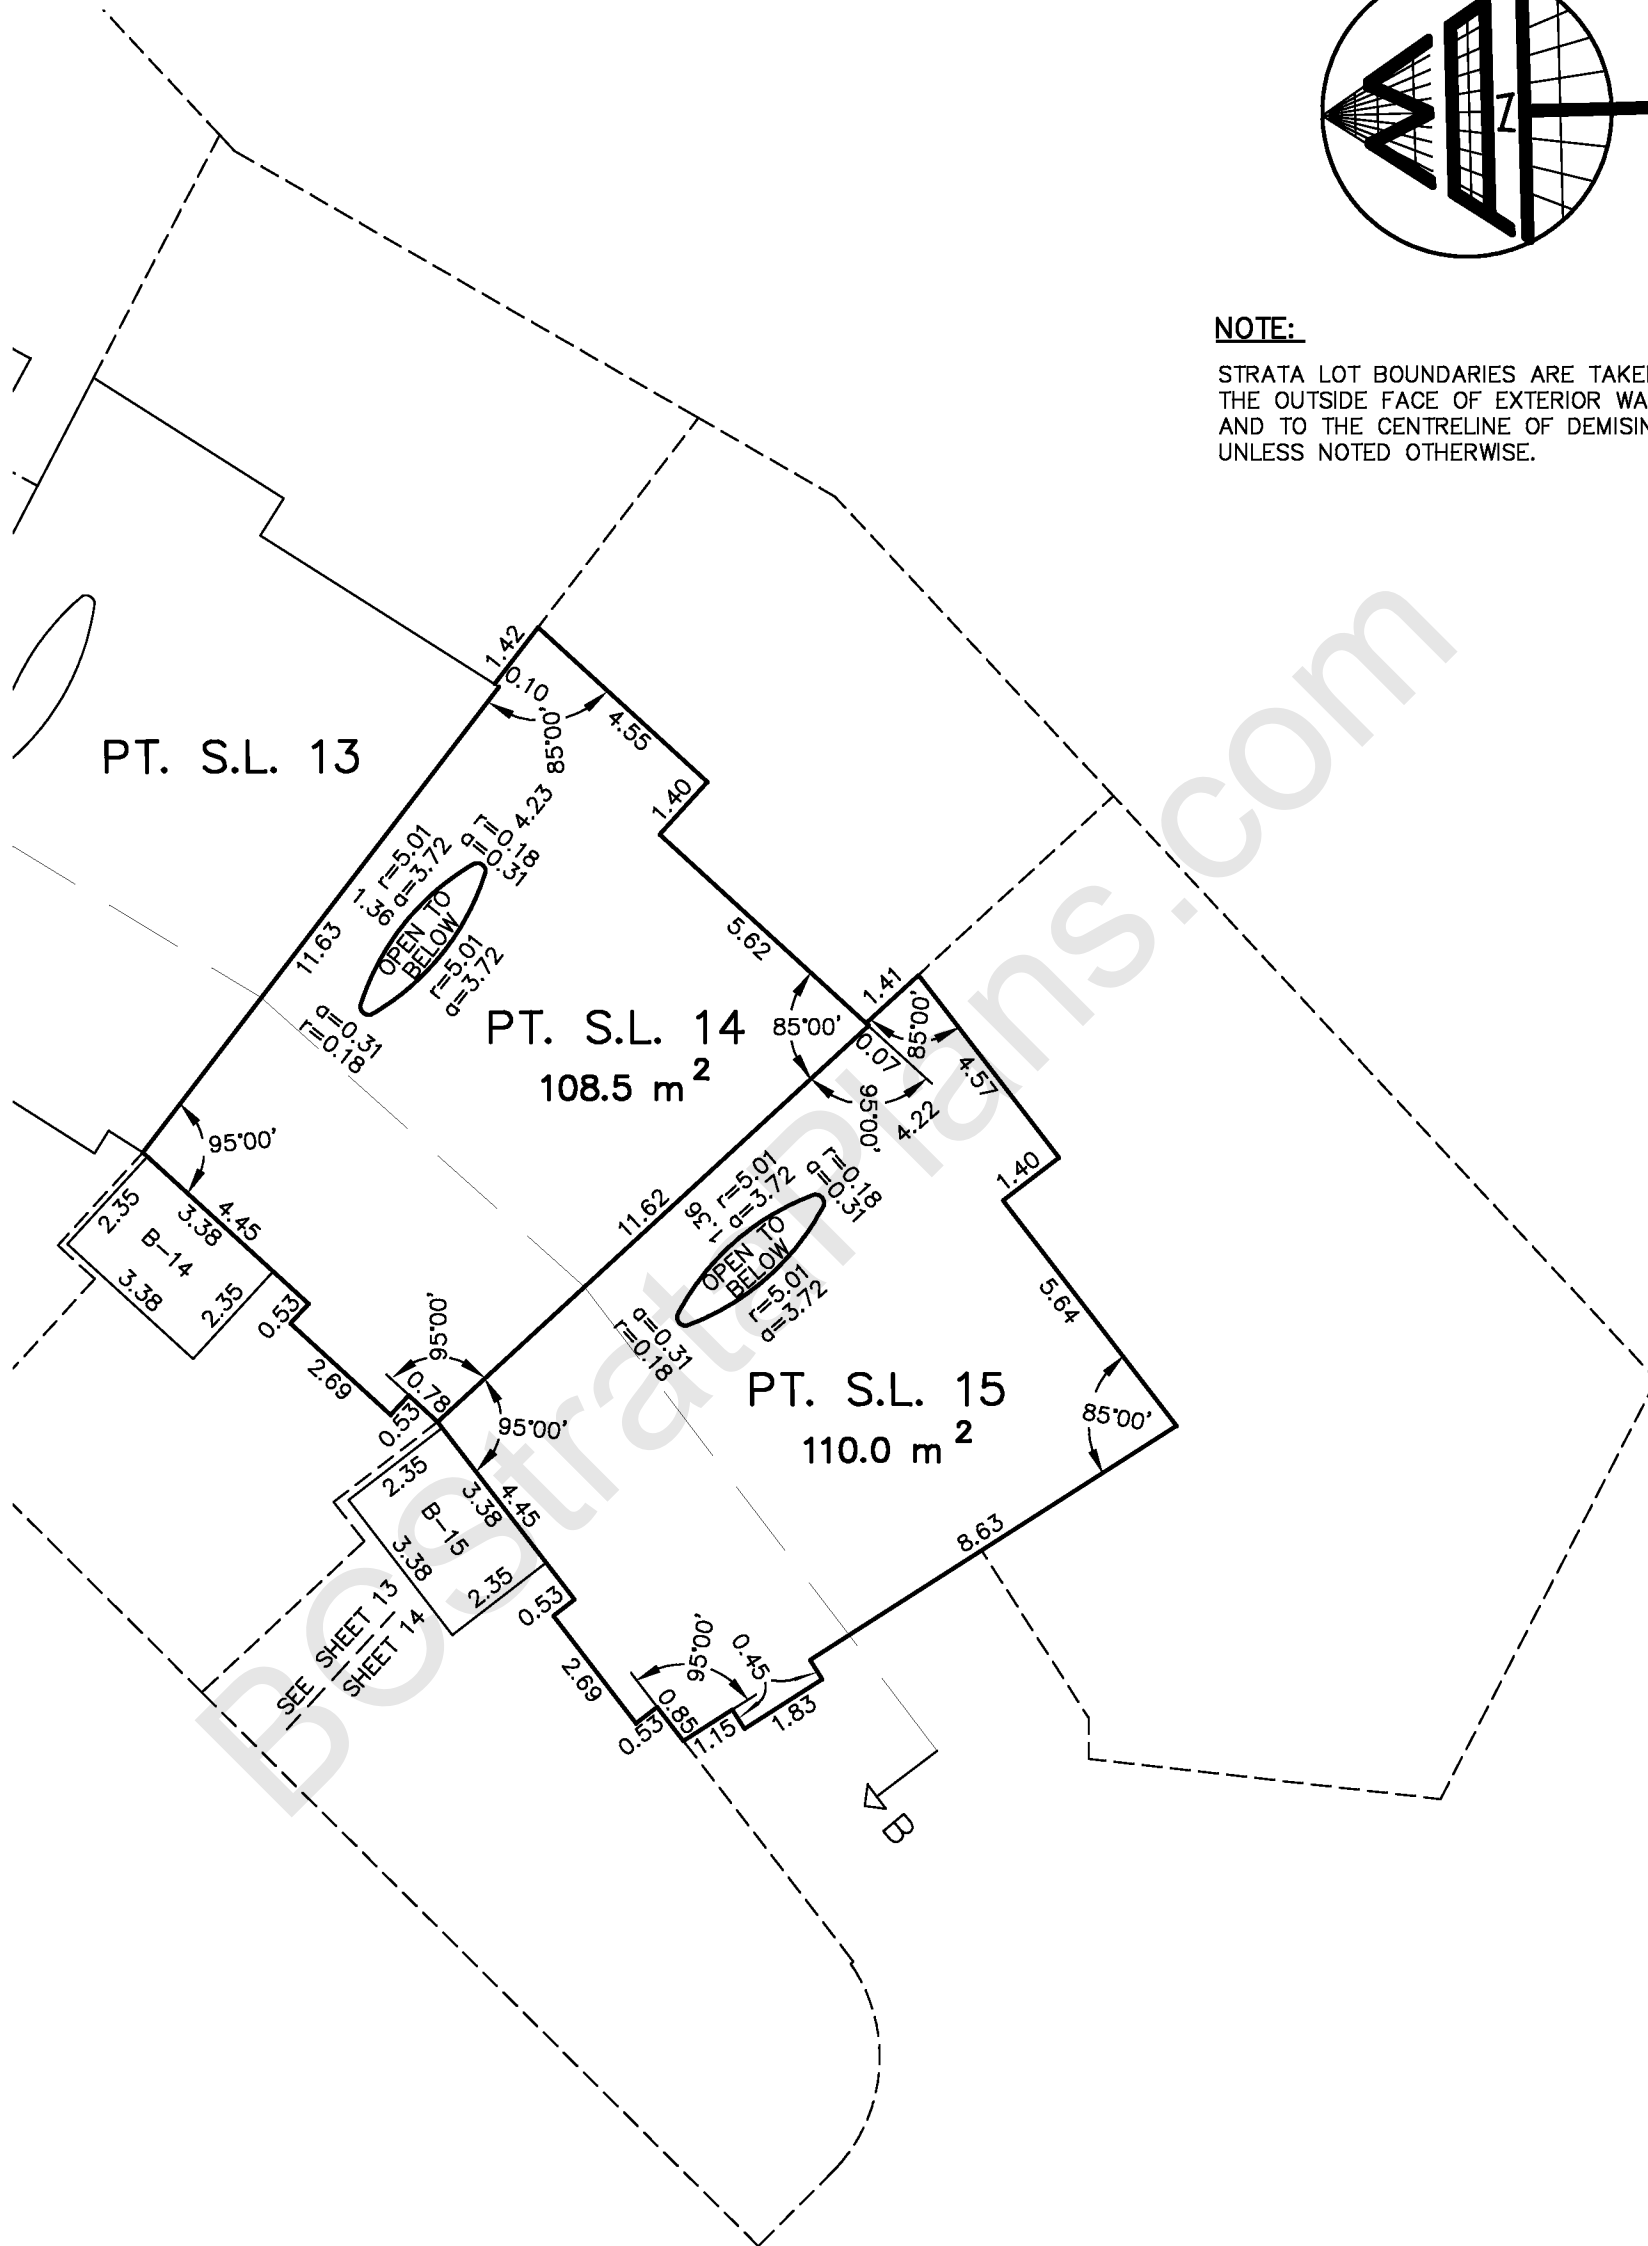 NOTE:
STRATA LOT BOUNDARIES ARE TAKEN
THE OUTSIDE FACE OF EXTERIOR WA
AND TO THE CENTRELINE OF DEMISIN
UNLESS NOTED OTHERWISE.
1.42
0.10
85°00'
4.55
PT. S.L. 13
1.40
4.23
r=0.18
a=0.31
r=5.01
a=3.72
1.36
OPEN TO
BELOW
r=5.01
a=3.72
11.63
5.62
a=0.31
r=0.18
PT. S.L. 14
108.5 m²
85°00'
1.41
85°00'
0.07
4.57
95°00'
4.22
95°00'
1.40
2.35
4.45
3.38
B-14
3.38
2.35
0.53
11.62
r=5.01
a=3.72
1.36
r=0.18
a=0.31
OPEN TO
BELOW
r=5.01
a=3.72
5.64
a=0.31
r=0.18
95°00'
2.69
0.78
0.53
95°00'
PT. S.L. 15
110.0 m²
85°00'
2.35
4.45
3.38
B-15
3.38
2.35
0.53
8.63
SEE SHEET 13
SHEET 14
95°00'
0.45
2.69
0.85
0.53
1.15
1.83
B
BCStrataPlans.com